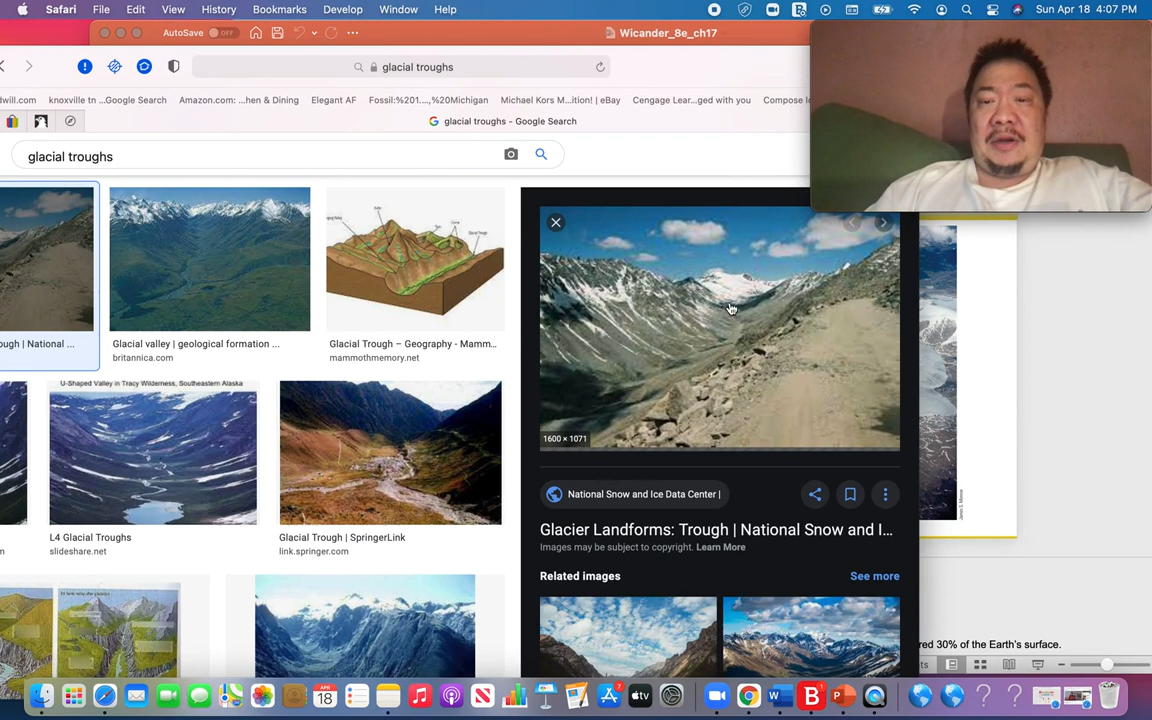 Safari File Edit View History Bookmarks Develop Window Help Sun Apr 18 4:07 PM
AutoSave OFF Wicander_8e_ch17
glacial troughs
dwill.com knoxville tn ...Google Search Amazon.com: ...hen & Dining Elegant AF Fossil:%201...,%20Michigan Michael Kors M...ition! | eBay Cengage Lear...ged with you Compose
glacial troughs - Google Search
glacial troughs
ough | National ...
Glacial valley | geological formation ...
britannica.com
Glacial Trough – Geography - Mamm...
mammothmemory.net
U-Shaped Valley in Tracy Wilderness, Southeastern Alaska
L4 Glacial Troughs
slideshare.net
Glacial Trough | SpringerLink
link.springer.com
1600 × 1071
National Snow and Ice Data Center |
Glacier Landforms: Trough | National Snow and I...
Images may be subject to copyright. Learn More
Related images See more
red 30% of the Earth's surface.
APR
18
tv